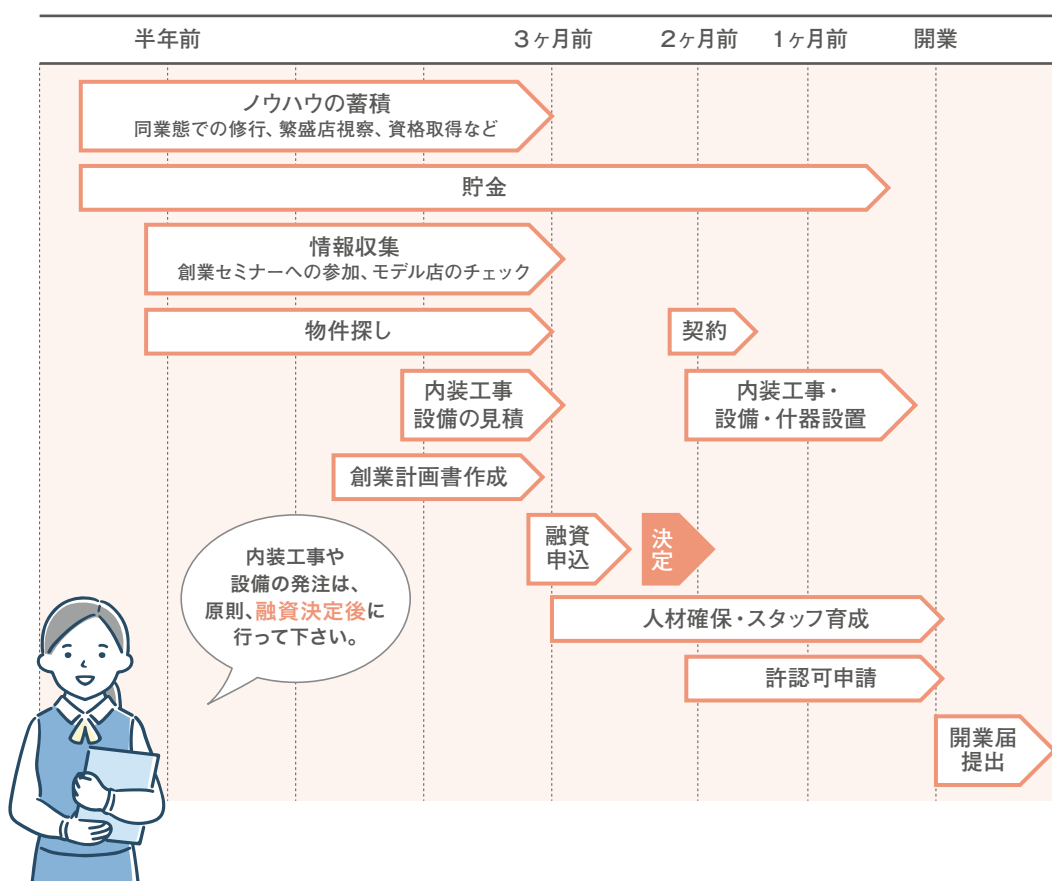 半年前 3ヶ月前 2ヶ月前 1ヶ月前 開業
ノウハウの蓄積
同業態での修行、繁盛店視察、資格取得など
貯金
情報収集
創業セミナーへの参加、モデル店のチェック
物件探し
契約
内装工事
設備の見積
内装工事・
設備・什器設置
創業計画書作成
融資
申込
決
定
人材確保・スタッフ育成
許認可申請
開業届
提出
内装工事や
設備の発注は、
原則、融資決定後に
行って下さい。